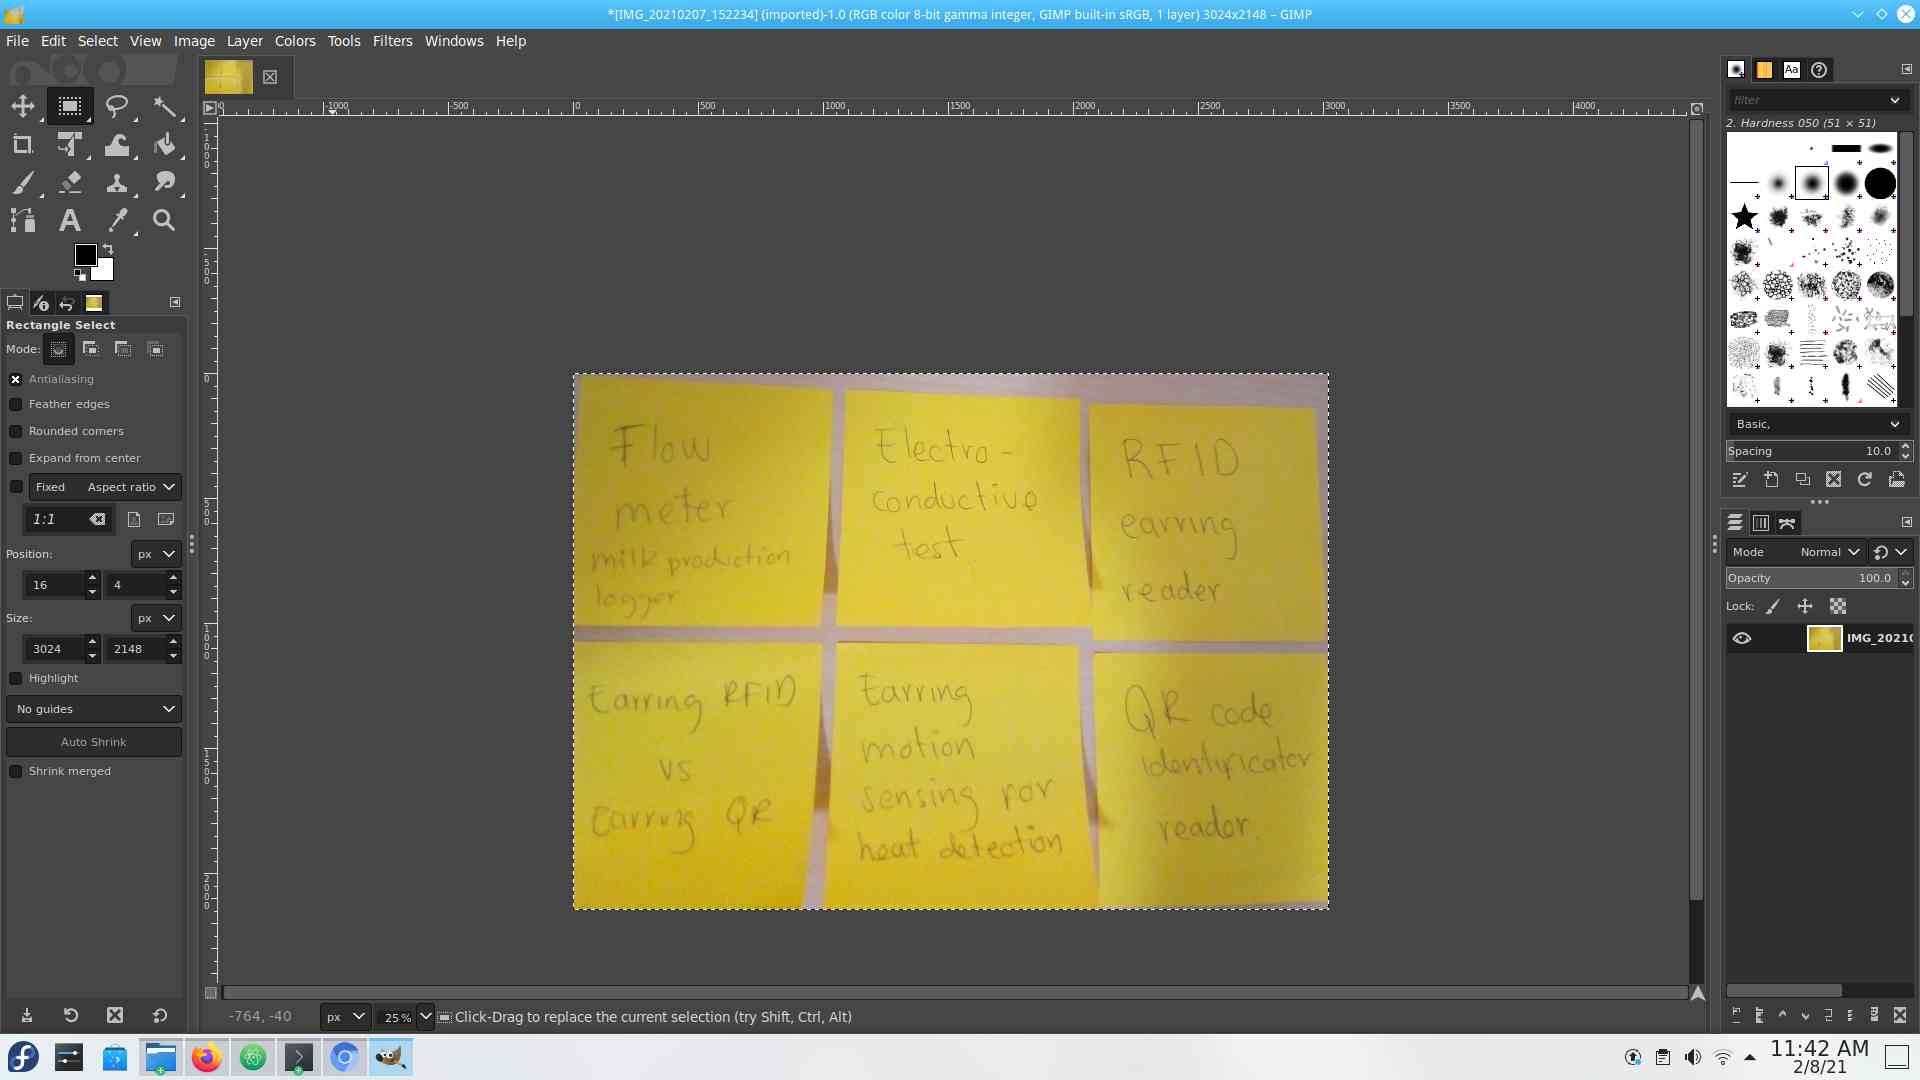 *[IMG_20210207_152234] (imported)-1.0 (RGB color 8-bit gamma integer, GIMP built-in sRGB, 1 layer) 3024x2148 – GIMP
File Edit Select View Image Layer Colors Tools Filters Windows Help
-1000 -500 0 500 1000 1500 2000 2500 3000 3500 4000
Rectangle Select
Mode:
Antialiasing
Feather edges
Rounded corners
Expand from center
Fixed Aspect ratio
1:1
Position: px
16 4
Size: px
3024 2148
Highlight
No guides
Auto Shrink
Shrink merged
Flow
meter
milk production
logger
Electro-
conductive
test
RFID
earring
reader
Earring RFID
vs
Earring QR
Earring
motion
sensing for
heat detection
QR code
identificator
reader.
-764, -40 px 25 % Click-Drag to replace the current selection (try Shift, Ctrl, Alt)
Aa
filter
2. Hardness 050 (51 × 51)
Basic,
Spacing 10.0
Mode Normal
Opacity 100.0
Lock:
IMG_2021
11:42 AM
2/8/21